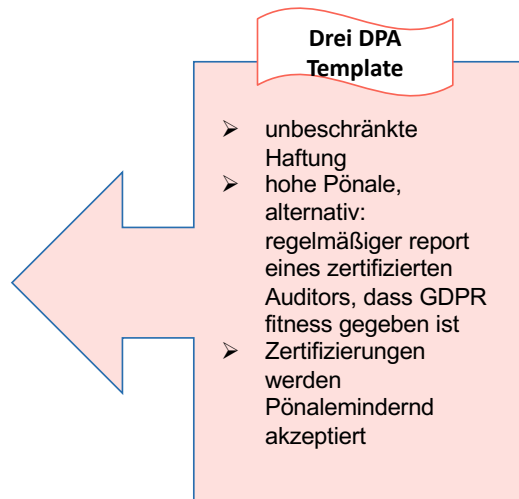 Drei DPA
Template
➢ unbeschränkte
Haftung
➢ hohe Pönale,
alternativ:
regelmäßiger report
eines zertifizierten
Auditors, dass GDPR
fitness gegeben ist
➢ Zertifizierungen
werden
Pönalemindernd
akzeptiert